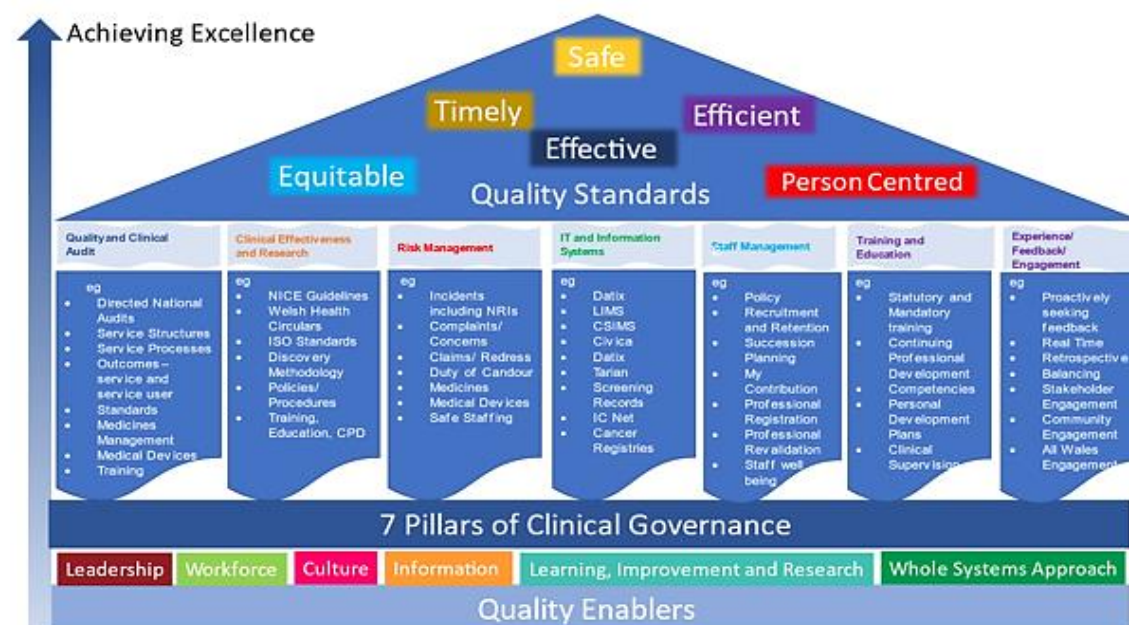 Achieving Excellence
Safe
Timely
Efficient
Effective
Equitable
Person Centred
Quality Standards
Quality and Clinical
Audit
eg
Directed National
Audits
Service Structures
Service Processes
Outcomes –
service and
service user
Standards
Medicines
Management
Medical Devices
Training
Clinical Effectiveness
and Research
eg
NICE Guidelines
Welsh Health
Circulars
ISO Standards
Discovery
Methodology
Policies/
Procedures
Training,
Education, CPD
Risk Management
eg
Incidents
including NRIs
Complaints/
Concerns
Claims/ Redress
Duty of Candour
Medicines
Medical Devices
Safe Staffing
IT and Information
Systems
eg
Datix
LIMS
CSIMS
Civica
Datix
Tarian
Screening
Records
IC Net
Cancer
Registries
Staff Management
eg
Policy
Recruitment
and Retention
Succession
Planning
My
Contribution
Professional
Registration
Professional
Revalidation
Staff well
being
Training and
Education
eg
Statutory and
Mandatory
training
Continuing
Professional
Development
Competencies
Personal
Development
Plans
Clinical
Supervision
Experience/
Feedback/
Engagement
eg
Proactively
seeking
feedback
Real Time
Retrospective
Balancing
Stakeholder
Engagement
Community
Engagement
All Wales
Engagement
7 Pillars of Clinical Governance
Leadership
Workforce
Culture
Information
Learning, Improvement and Research
Whole Systems Approach
Quality Enablers